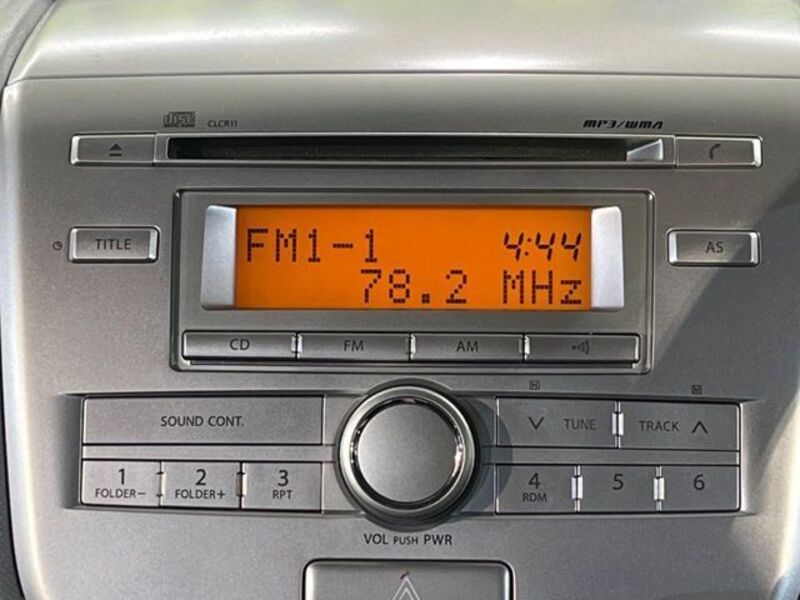 disc CLCR11 MP3/WMA
TITLE
FM1-1 4:44
78.2 MHz
AS
CD FM AM
H M
SOUND CONT. TUNE TRACK
1 2 3 4 5 6
FOLDER- FOLDER+ RPT RDM
VOL PUSH PWR